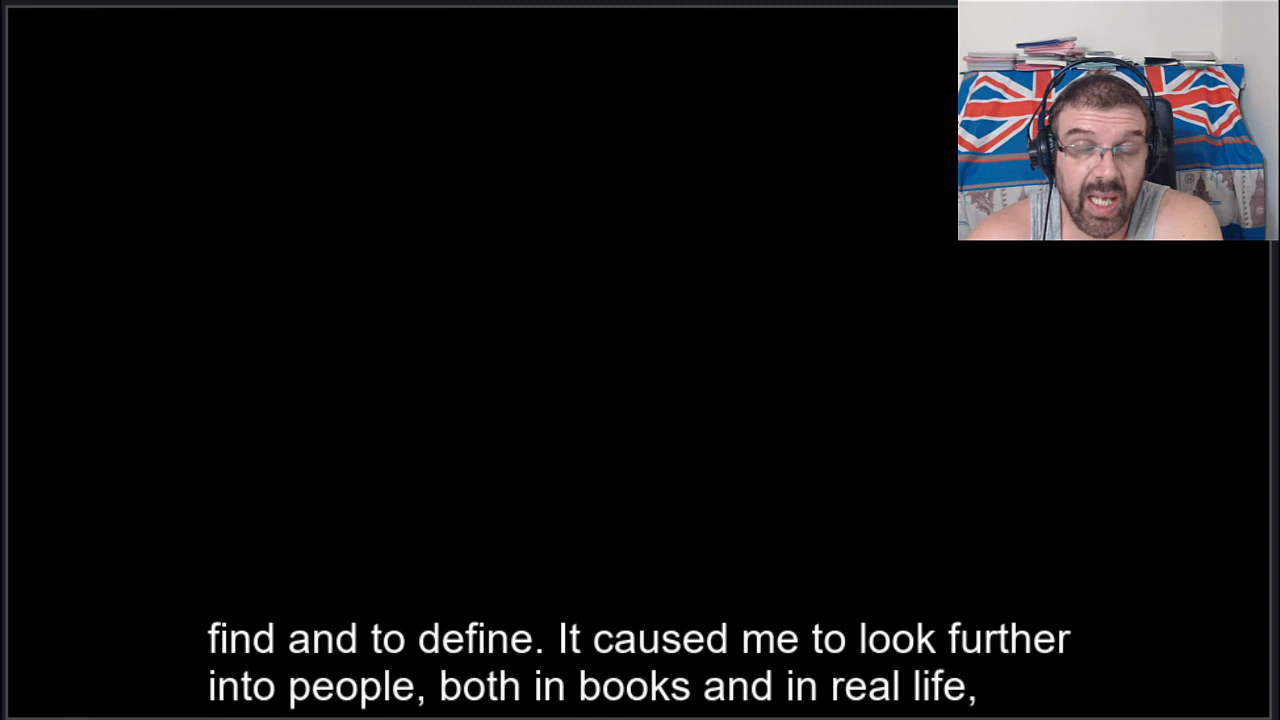 find and to define. It caused me to look further
into people, both in books and in real life,